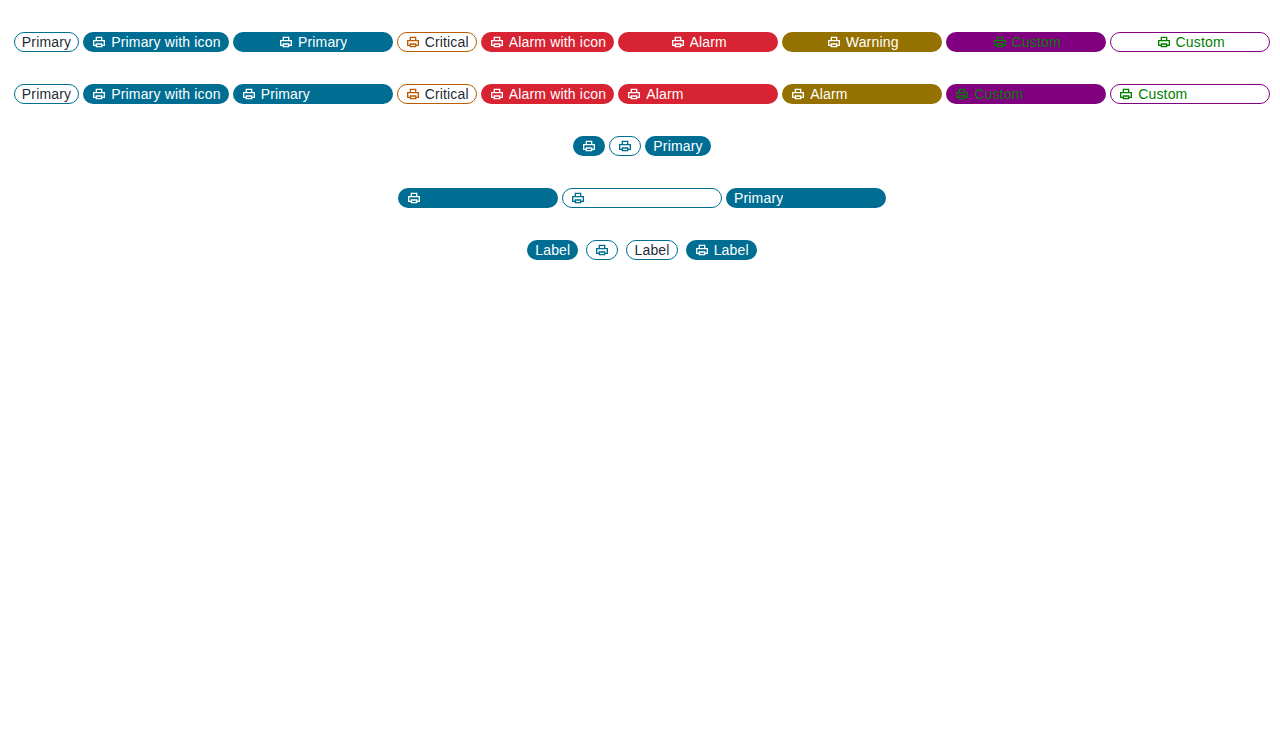 Primary Primary with icon Primary Critical Alarm with icon Alarm Warning Custom Custom
Primary Primary with icon Primary Critical Alarm with icon Alarm Alarm Custom Custom
Primary
Primary
Label Label Label